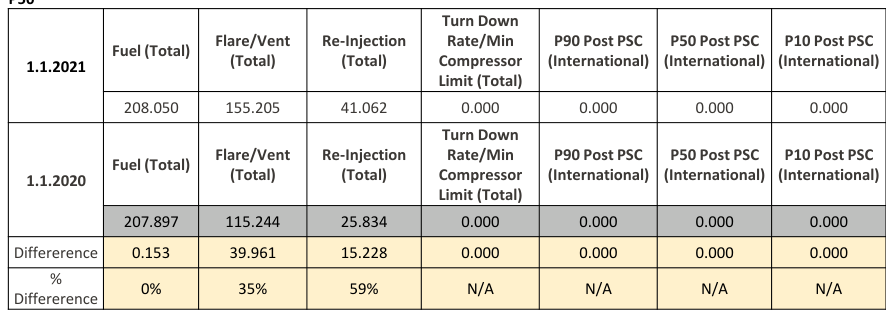 P50
1.1.2021 Fuel (Total) Flare/Vent (Total) Re-Injection (Total) Turn Down Rate/Min Compressor Limit (Total) P90 Post PSC (International) P50 Post PSC (International) P10 Post PSC (International)
208.050 155.205 41.062 0.000 0.000 0.000 0.000
1.1.2020 Fuel (Total) Flare/Vent (Total) Re-Injection (Total) Turn Down Rate/Min Compressor Limit (Total) P90 Post PSC (International) P50 Post PSC (International) P10 Post PSC (International)
207.897 115.244 25.834 0.000 0.000 0.000 0.000
Differerence 0.153 39.961 15.228 0.000 0.000 0.000 0.000
% Differerence 0% 35% 59% N/A N/A N/A N/A